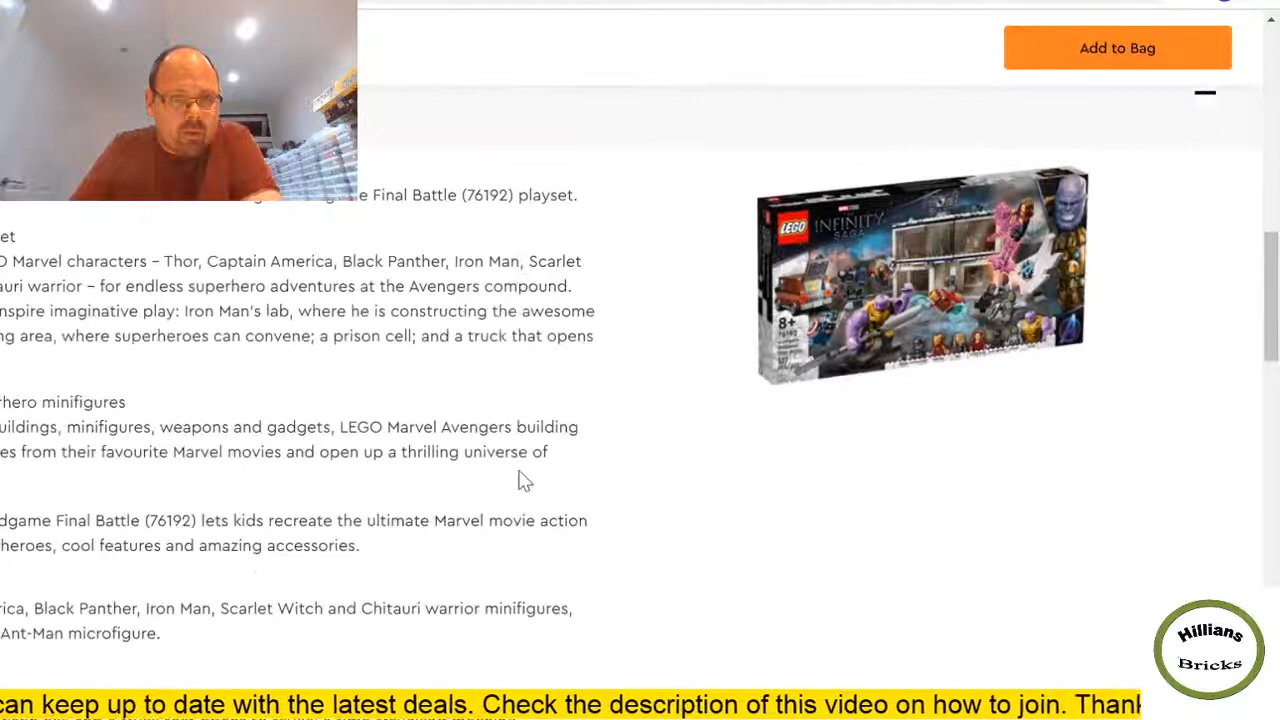 Add to Bag
e Final Battle (76192) playset.
et
O Marvel characters – Thor, Captain America, Black Panther, Iron Man, Scarlet
auri warrior – for endless superhero adventures at the Avengers compound.
nspire imaginative play: Iron Man's lab, where he is constructing the awesome
ng area, where superheroes can convene; a prison cell; and a truck that opens
LEGO
INFINITY
SAGA
8+
76192
rhero minifigures
uildings, minifigures, weapons and gadgets, LEGO Marvel Avengers building
es from their favourite Marvel movies and open up a thrilling universe of
dgame Final Battle (76192) lets kids recreate the ultimate Marvel movie action
heroes, cool features and amazing accessories.
rica, Black Panther, Iron Man, Scarlet Witch and Chitauri warrior minifigures,
Ant-Man microfigure.
Hillians
Bricks
can keep up to date with the latest deals. Check the description of this video on how to join. Thank